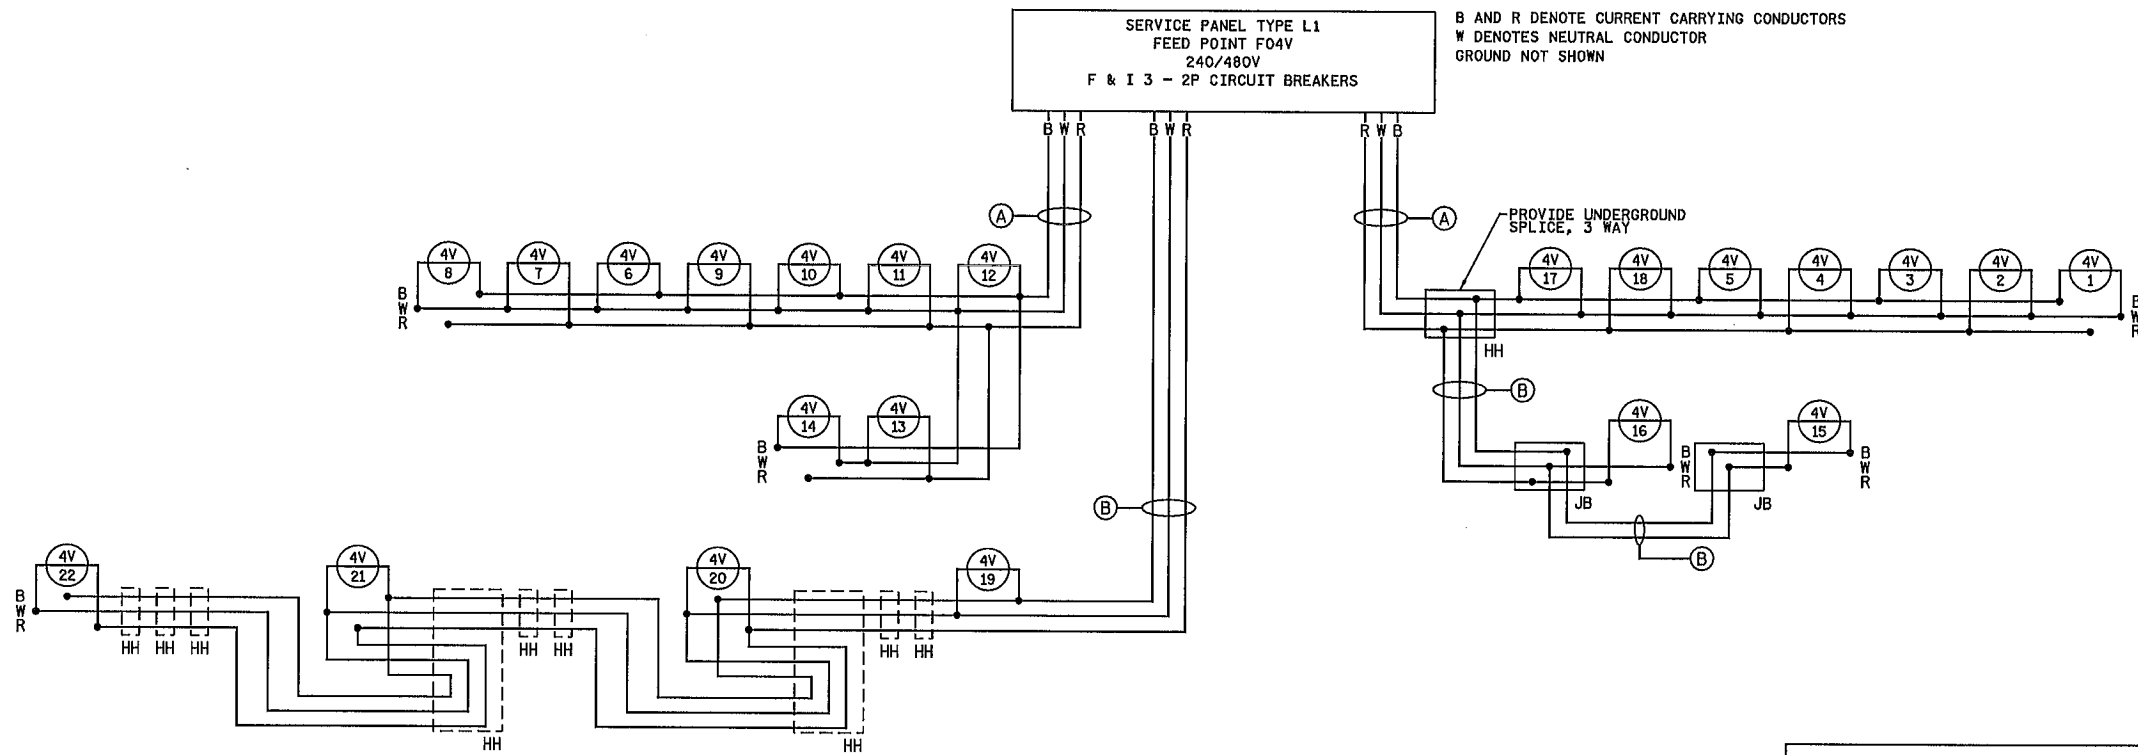 SERVICE PANEL TYPE L1
FEED POINT F04V
240/480V
F & I 3 - 2P CIRCUIT BREAKERS
B AND R DENOTE CURRENT CARRYING CONDUCTORS
W DENOTES NEUTRAL CONDUCTOR
GROUND NOT SHOWN
B W R
B W R
R W B
A
A
PROVIDE UNDERGROUND
SPLICE, 3 WAY
4V 8
4V 7
4V 6
4V 9
4V 10
4V 11
4V 12
B
W
R
4V 17
4V 18
4V 5
4V 4
4V 3
4V 2
4V 1
B
W
R
HH
B
4V 14
4V 13
B
W
R
4V 16
B
W
R
JB
4V 15
B
W
R
JB
B
B
4V 22
4V 21
4V 20
4V 19
B
W
R
HH
HH
HH
HH
HH
HH
HH
HH
HH